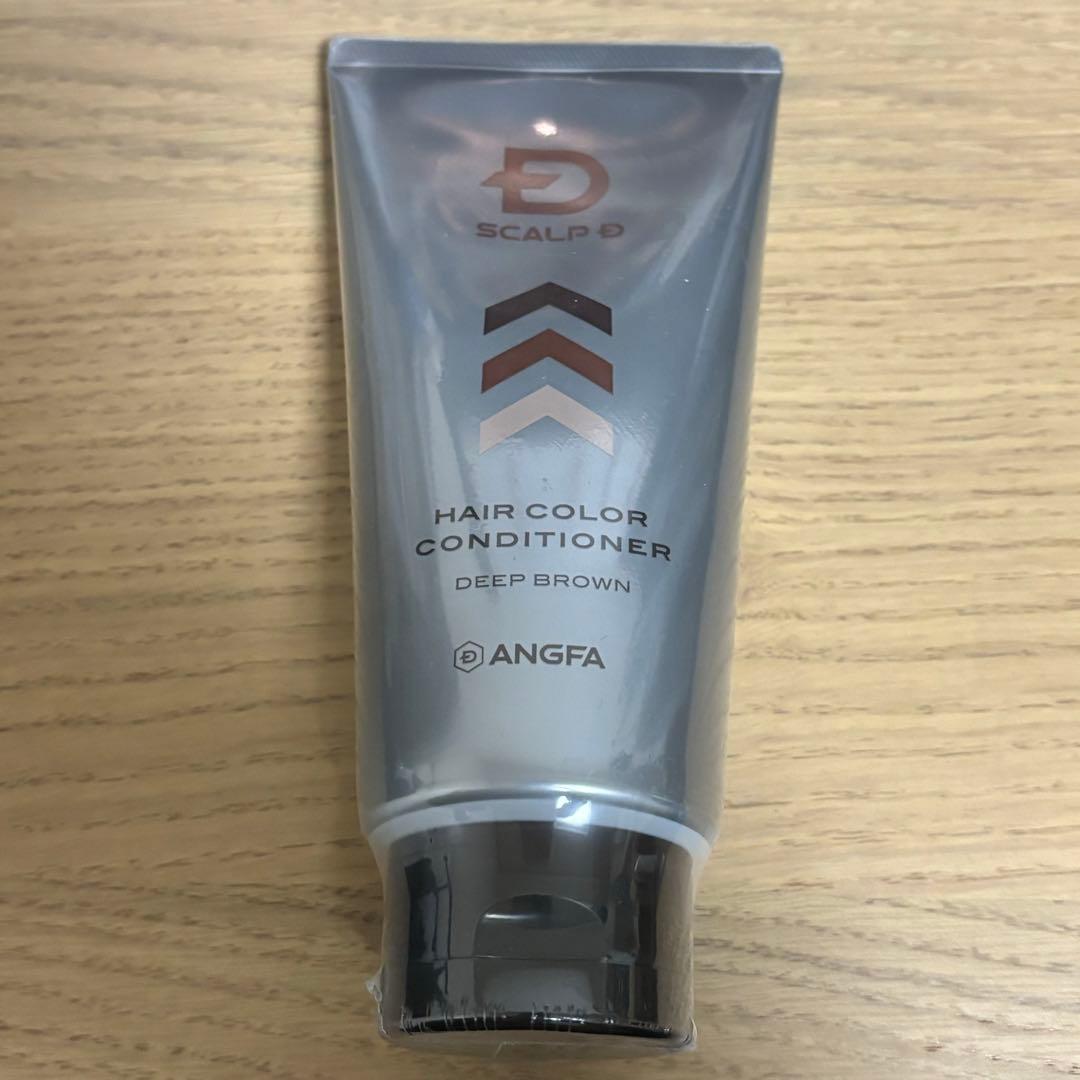 SCALP D
HAIR COLOR
CONDITIONER
DEEP BROWN
ANGFA